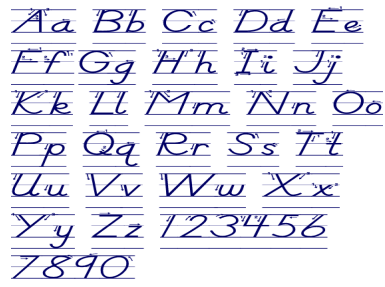 Aa Bb Cc Dd Ee
Ff Gg Hh Ii Jj
Kk Ll Mm Nn Oo
Pp Qq Rr Ss Tt
Uu Vv Ww Xx
Yy Zz 123456
7890